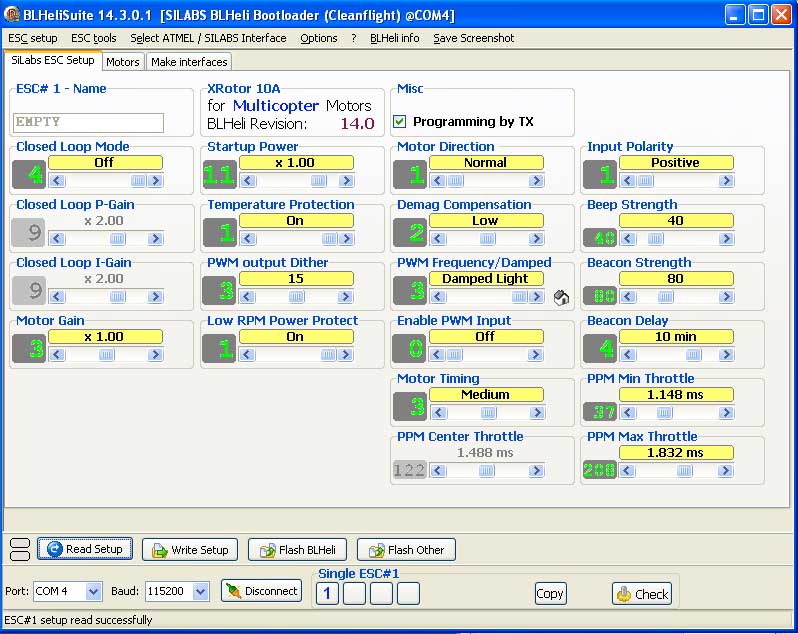 BLHeliSuite 14.3.0.1 [SILABS BLHeli Bootloader (Cleanflight) @COM4]
ESC setup ESC tools Select ATMEL / SILABS Interface Options ? BLHeli info Save Screenshot
SiLabs ESC Setup Motors Make interfaces
ESC# 1 - Name
EMPTY
XRotor 10A
for Multicopter Motors
BLHeli Revision: 14.0
Misc
Programming by TX
Closed Loop Mode
Off
4
Startup Power
x 1.00
11
Motor Direction
Normal
1
Input Polarity
Positive
1
Closed Loop P-Gain
x 2.00
9
Temperature Protection
On
1
Demag Compensation
Low
2
Beep Strength
40
40
Closed Loop I-Gain
x 2.00
9
PWM output Dither
15
3
PWM Frequency/Damped
Damped Light
3
Beacon Strength
80
80
Motor Gain
x 1.00
3
Low RPM Power Protect
On
1
Enable PWM Input
Off
0
Beacon Delay
10 min
4
Motor Timing
Medium
3
PPM Min Throttle
1.148 ms
37
PPM Center Throttle
1.488 ms
122
PPM Max Throttle
1.832 ms
208
Read Setup Write Setup Flash BLHeli Flash Other
Single ESC#1
Port: COM 4 Baud: 115200 Disconnect 1 Copy Check
ESC#1 setup read successfully